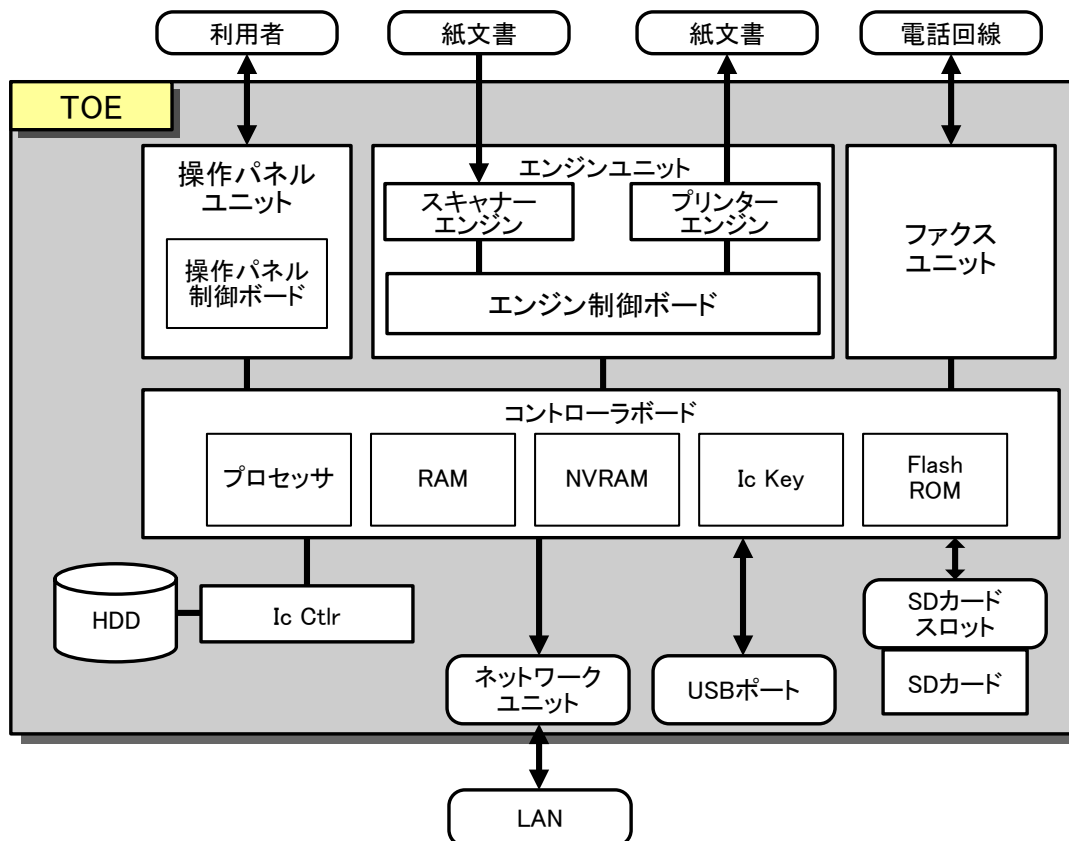 利用者
紙文書
紙文書
電話回線
TOE
操作パネル
ユニット
操作パネル
制御ボード
エンジンユニット
スキャナー
エンジン
プリンター
エンジン
エンジン制御ボード
ファクス
ユニット
コントローラボード
プロセッサ
RAM
NVRAM
Ic Key
Flash
ROM
HDD
Ic Ctlr
ネットワーク
ユニット
USBポート
SDカード
スロット
SDカード
LAN